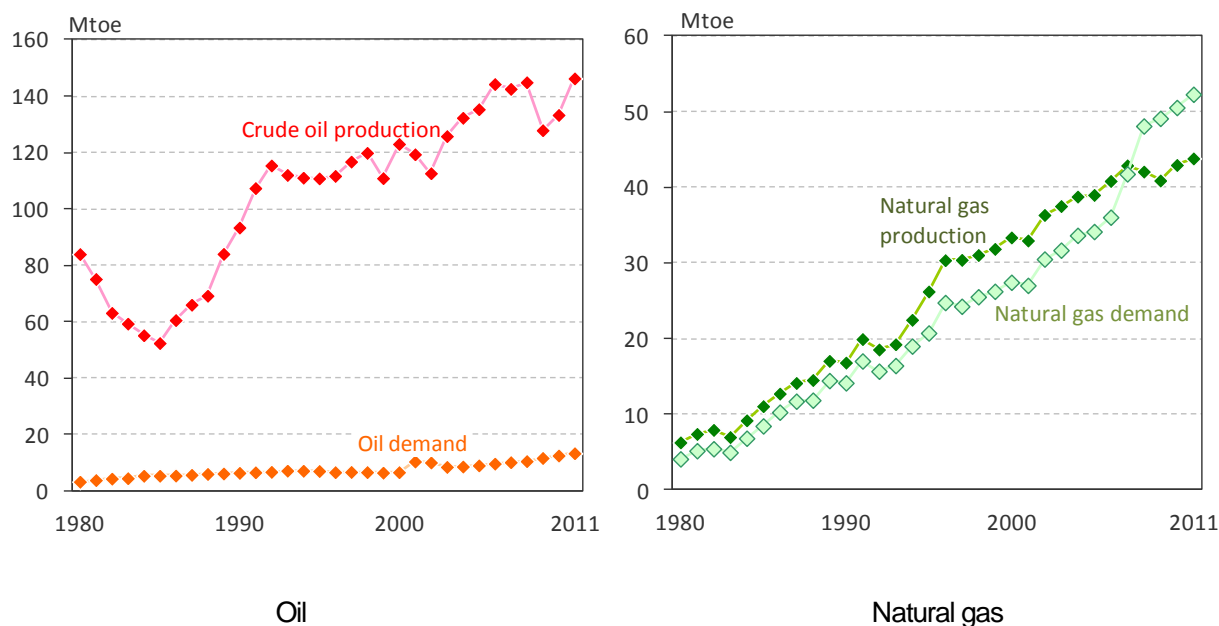 Mtoe
160
140
120
100
80
60
40
20
0
Crude oil production
Oil demand
1980
1990
2000
2011
Oil
Mtoe
60
50
40
30
20
10
0
Natural gas
production
Natural gas demand
1980
1990
2000
2011
Natural gas